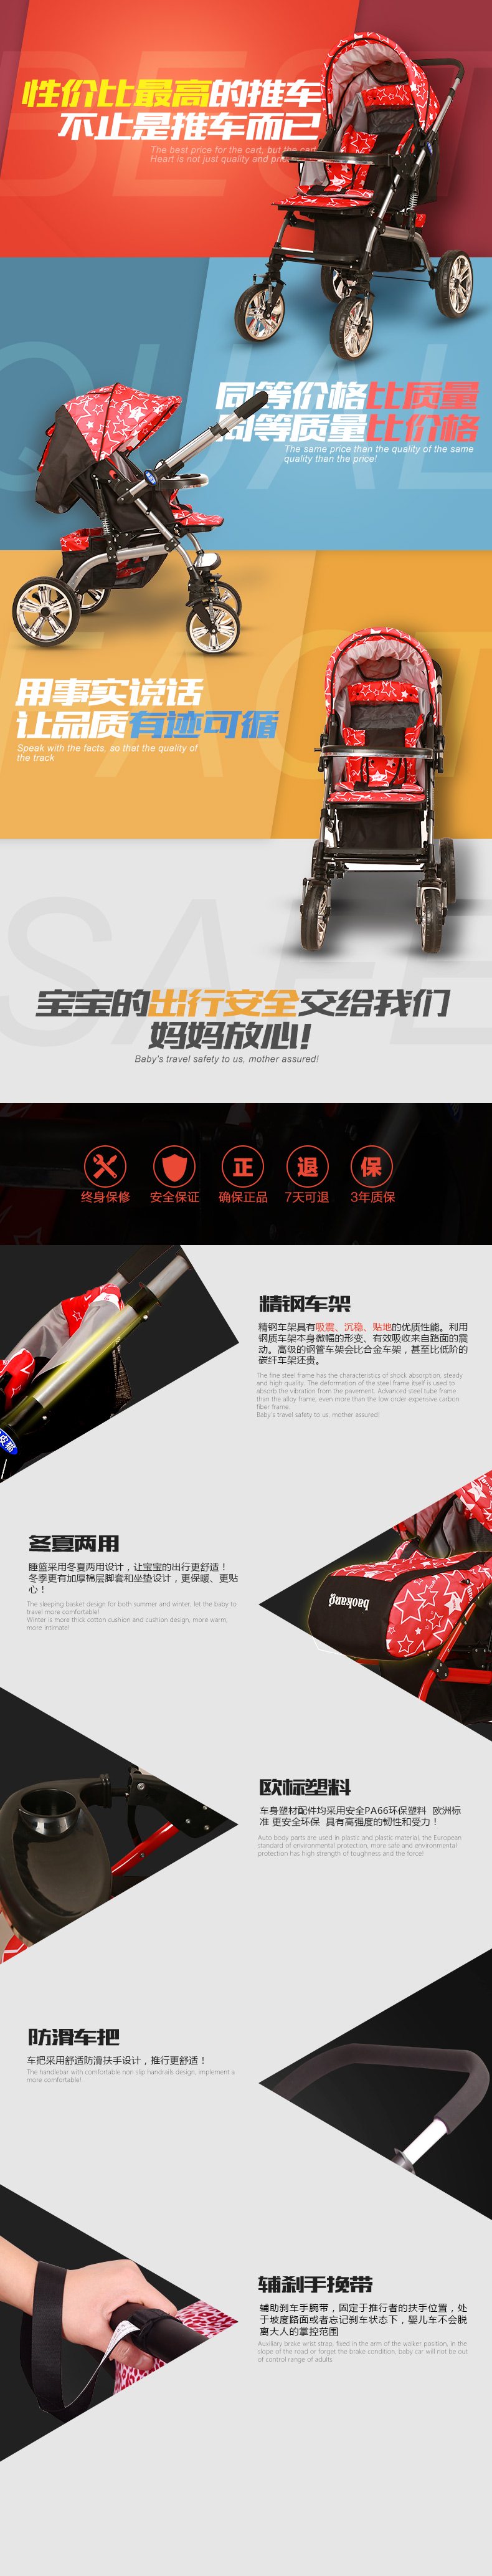 BEST
性价比最高的推车
不止是推车而已
The best price for the cart, but the cart
Heart is not just quality and
QUAL
同等价格比质量
同等质量比价格
The same price than the quality of the same
quality than the price!
FACT
用事实说话
让品质有迹可循
Speak with the facts, so that the quality of
the track
SAFE
宝宝的出行安全交给我们
妈妈放心!
Baby's travel safety to us, mother assured!
正 退 保
终身保修 安全保证 确保正品 7天可退 3年质保
精钢车架
精钢车架具有吸震、沉稳、贴地的优质性能。利用
钢质车架本身微幅的形变、有效吸收来自路面的震
动。高级的钢管车架会比合金车架，甚至比低阶的
碳纤车架还贵。
The fine steel frame has the characteristics of shock absorption, steady
and high quality. The deformation of the steel frame itself is used to
absorb the vibration from the pavement. Advanced steel tube frame
than the alloy frame, even more than the low order expensive carbon
fiber frame.
Baby's travel safety to us, mother assured!
冬夏两用
睡篮采用冬夏两用设计，让宝宝的出行更舒适！
冬季更有加厚棉层脚套和坐垫设计，更保暖、更贴
心！
The sleeping basket design for both summer and winter, let the baby to
travel more comfortable!
Winter is more thick cotton cushion and cushion design, more warm,
more intimate!
baokang
欧标塑料
车身塑材配件均采用安全PA66环保塑料 欧洲标
准 更安全环保 具有高强度的韧性和受力！
Auto body parts are used in plastic and plastic material, the European
standard of environmental protection, more safe and environmental
protection has high strength of toughness and the force!
防滑车把
车把采用舒适防滑扶手设计，推行更舒适！
The handlebar with comfortable non slip handrails design, implement a
more comfortable!
辅刹手挽带
辅助刹车手腕带，固定于推行者的扶手位置，处
于坡度路面或者忘记刹车状态下，婴儿车不会脱
离大人的掌控范围
Auxiliary brake wrist strap, fixed in the arm of the walker position, in the
slope of the road or forget the brake condition, baby car will not be out
of control range of adults